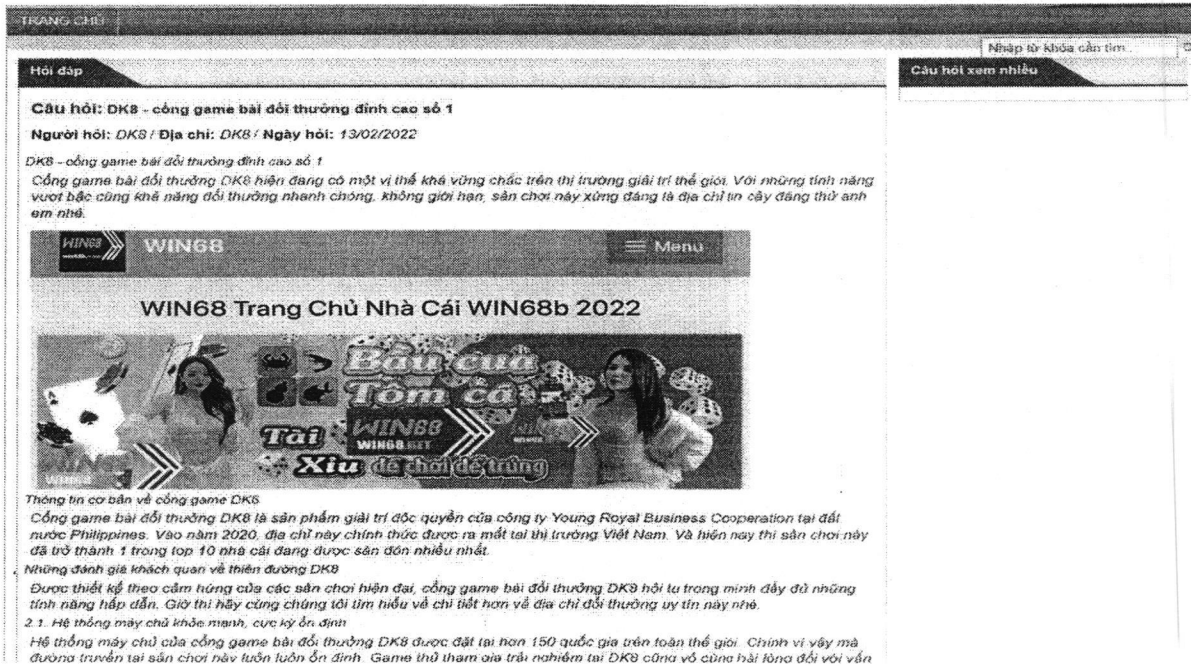 TRANG CHỦ
Nhập từ khóa cần tìm...
Hỏi đáp
Câu hỏi xem nhiều
Câu hỏi: DK8 - cổng game bài đổi thưởng đỉnh cao số 1
Người hỏi: DK8 / Địa chỉ: DK8 / Ngày hỏi: 13/02/2022
DK8 - cổng game bài đổi thưởng đỉnh cao số 1
Cổng game bài đổi thưởng DK8 hiện đang có một vị thế khá vững chắc trên thị trường giải trí thế giới. Với những tính năng
vượt bậc cùng khả năng đổi thưởng nhanh chóng, không giới hạn, sân chơi này xứng đáng là địa chỉ tin cậy đáng thử anh
em nhé.
WIN68
WIN68
Menu
WIN68 Trang Chủ Nhà Cái WIN68b 2022
Bầu cua
Tôm cá
Tài
Xỉu dễ chơi dễ trúng
WIN68
WIN68.BET
WIN68
Thông tin cơ bản về cổng game DK8
Cổng game bài đổi thưởng DK8 là sản phẩm giải trí độc quyền của công ty Young Royal Business Cooperation tại đất
nước Philippines. Vào năm 2020, địa chỉ này chính thức được ra mắt tại thị trường Việt Nam. Và hiện nay thì sân chơi này
đã trở thành 1 trong top 10 nhà cái đang được săn đón nhiều nhất.
Những đánh giá khách quan về thiên đường DK8
Được thiết kế theo cảm hứng của các sân chơi hiện đại, cổng game bài đổi thưởng DK8 hội tụ trong mình đầy đủ những
tính năng hấp dẫn. Giờ thì hãy cùng chúng tôi tìm hiểu về chi tiết hơn về địa chỉ đổi thưởng uy tín này nhé.
2.1. Hệ thống máy chủ khỏe mạnh, cực kỳ ổn định
Hệ thống máy chủ của cổng game bài đổi thưởng DK8 được đặt tại hơn 150 quốc gia trên toàn thế giới. Chính vì vậy mà
đường truyền tại sân chơi này luôn luôn ổn định. Game thủ tham gia trải nghiệm tại DK8 cũng vô cùng hài lòng đối với vấn